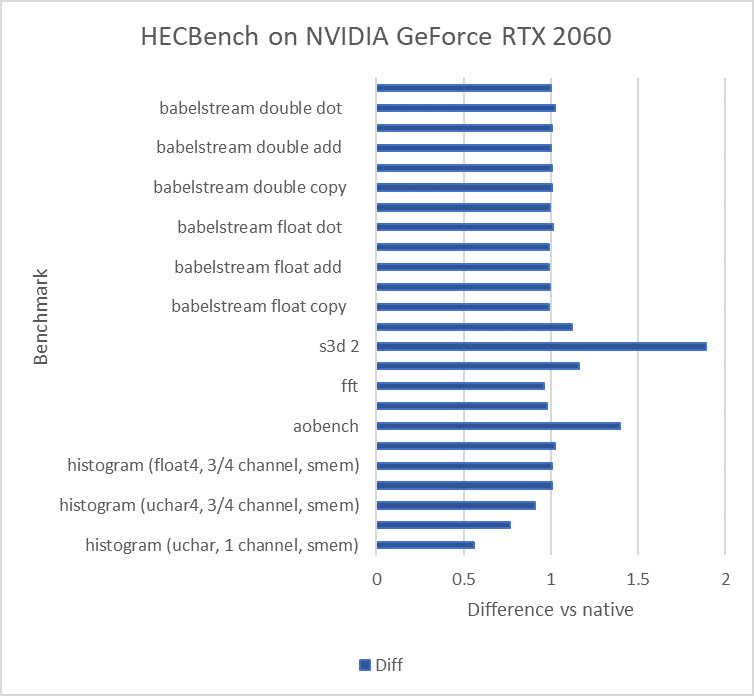 HECBench on NVIDIA GeForce RTX 2060
Benchmark
babelstream double dot
babelstream double add
babelstream double copy
babelstream float dot
babelstream float add
babelstream float copy
s3d 2
fft
aobench
histogram (float4, 3/4 channel, smem)
histogram (uchar4, 3/4 channel, smem)
histogram (uchar, 1 channel, smem)
0 0.5 1 1.5 2
Difference vs native
Diff